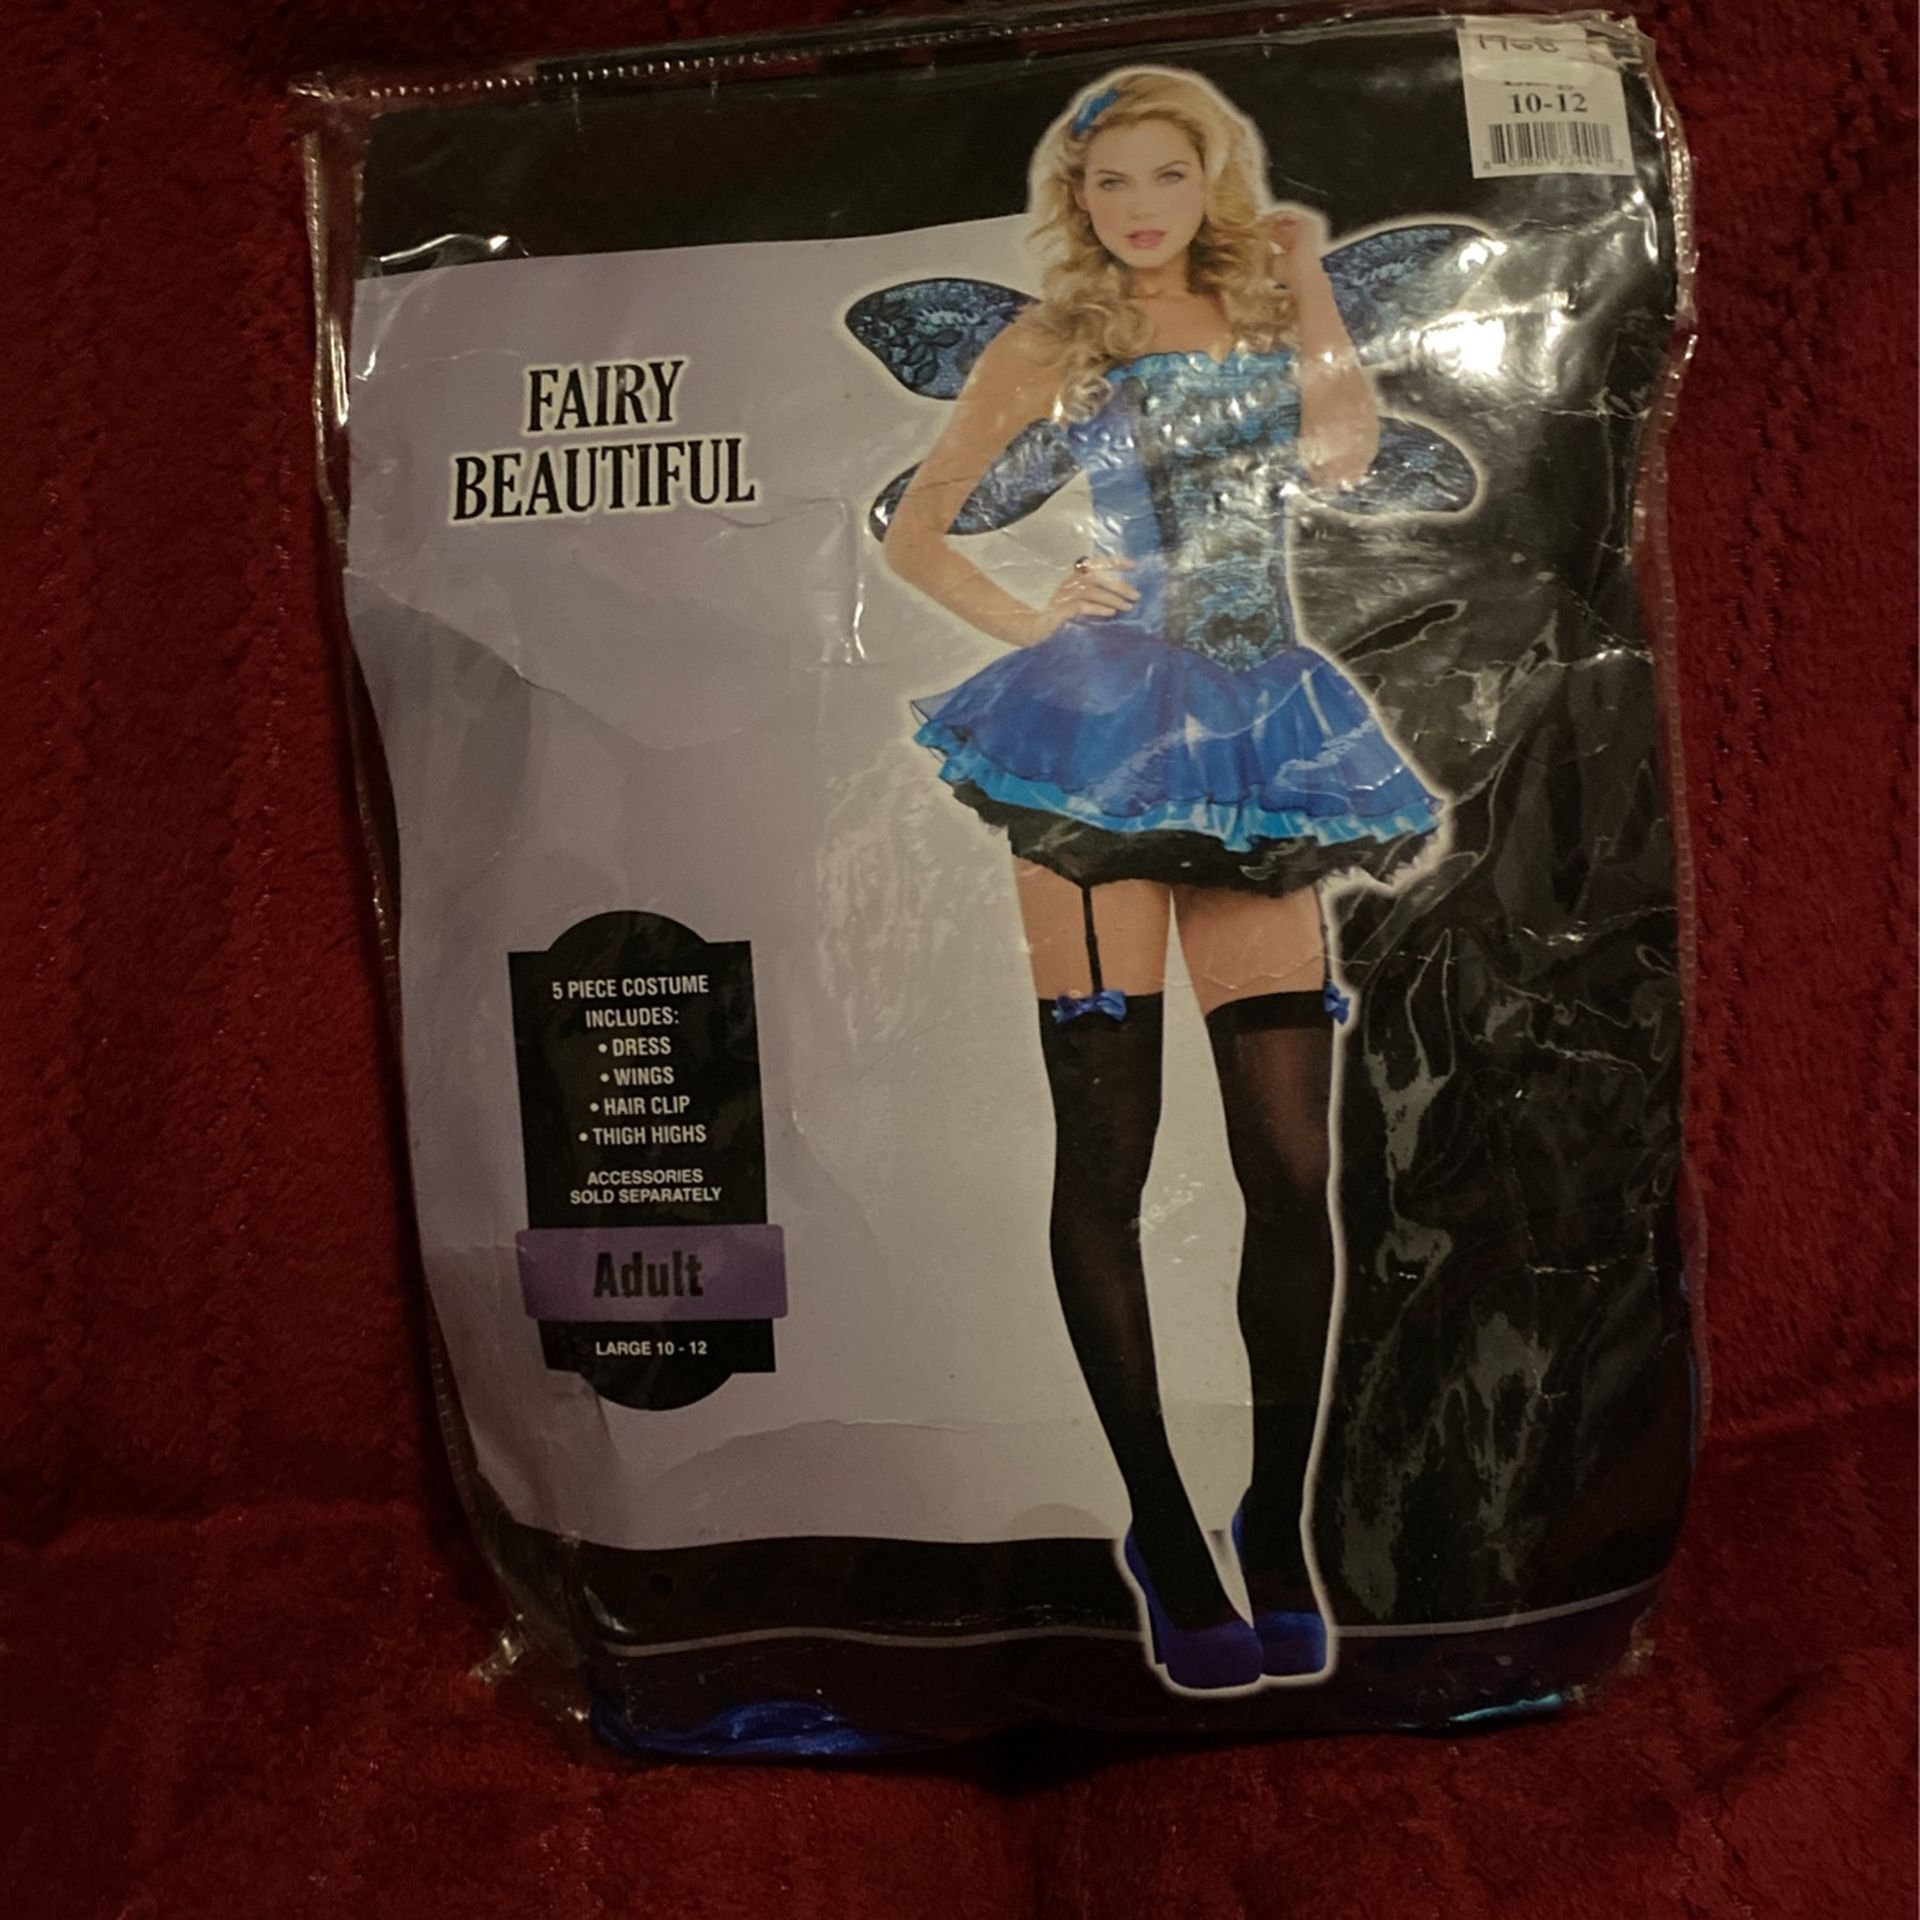 10-12
FAIRY
BEAUTIFUL
5 PIECE COSTUME
INCLUDES:
• DRESS
• WINGS
• HAIR CLIP
• THIGH HIGHS
ACCESSORIES
SOLD SEPARATELY
Adult
LARGE 10 - 12